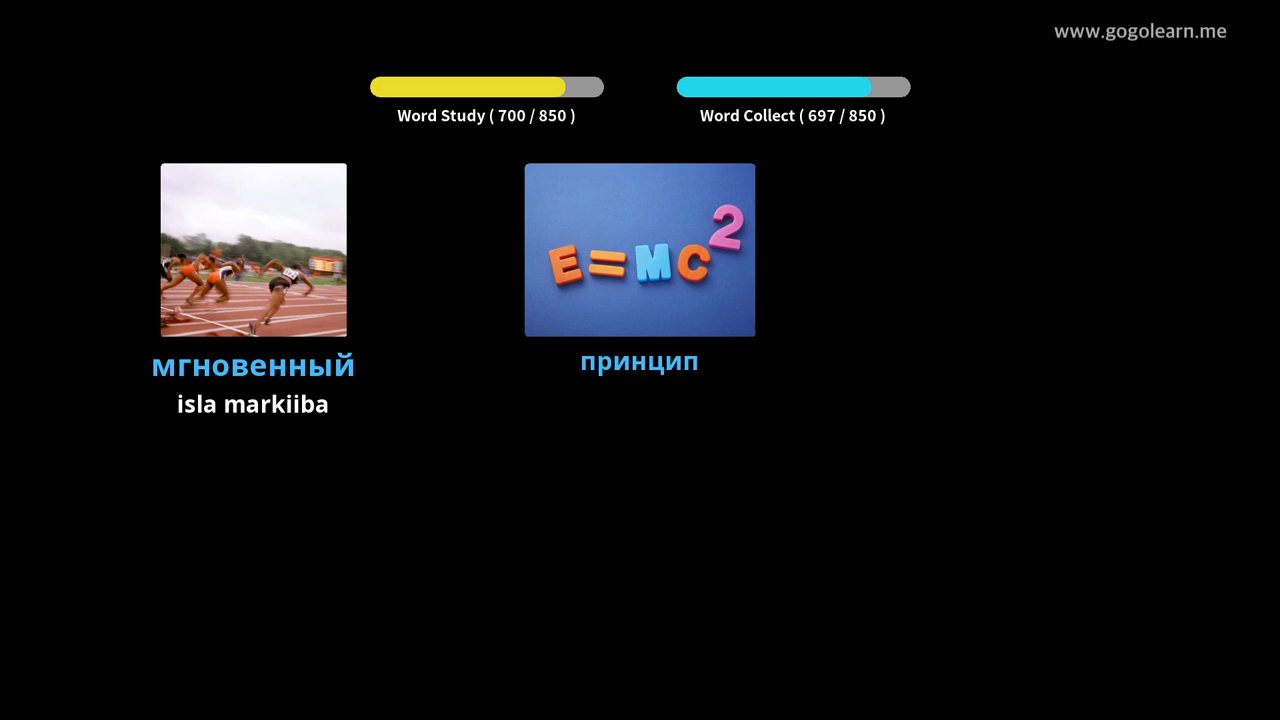 www.gogolearn.me
Word Study ( 700 / 850 )
Word Collect ( 697 / 850 )
E=MC2
мгновенный
isla markiiba
принцип